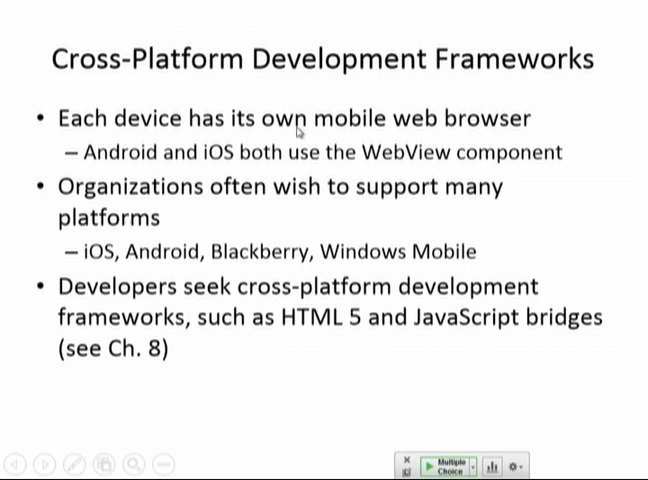 Cross-Platform Development Frameworks
• Each device has its own mobile web browser
– Android and iOS both use the WebView component
• Organizations often wish to support many
platforms
– iOS, Android, Blackberry, Windows Mobile
• Developers seek cross-platform development
frameworks, such as HTML 5 and JavaScript bridges
(see Ch. 8)
Multiple
Choice